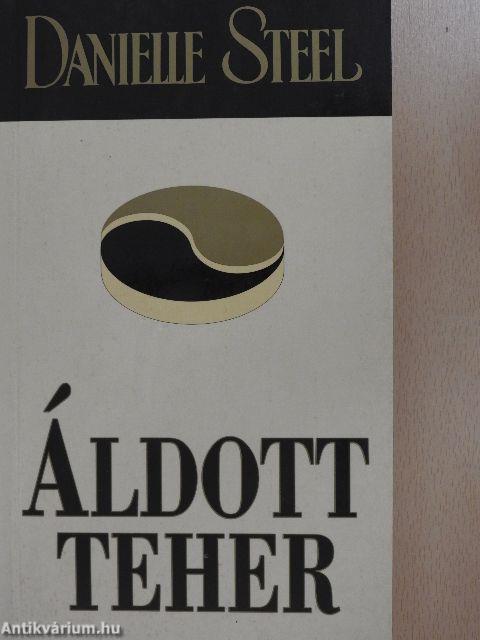 DANIELLE STEEL
ÁLDOTT
TEHER
Antikvárium.hu